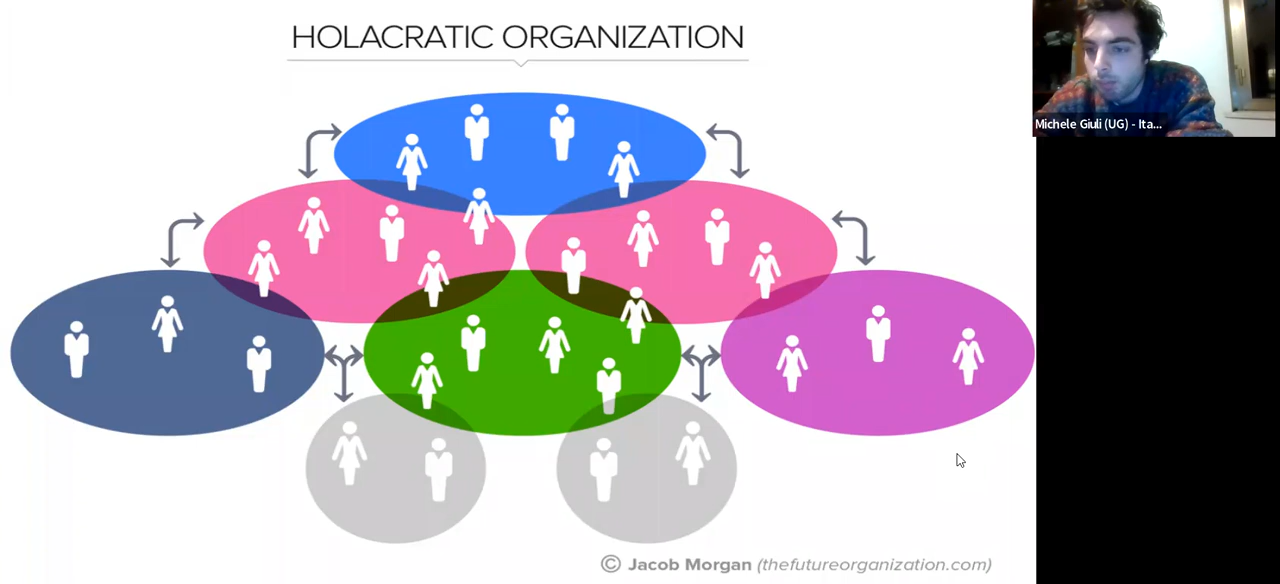 HOLACRATIC ORGANIZATION
Michele Giuli (UG) - Ita...
© Jacob Morgan (thefutureorganization.com)